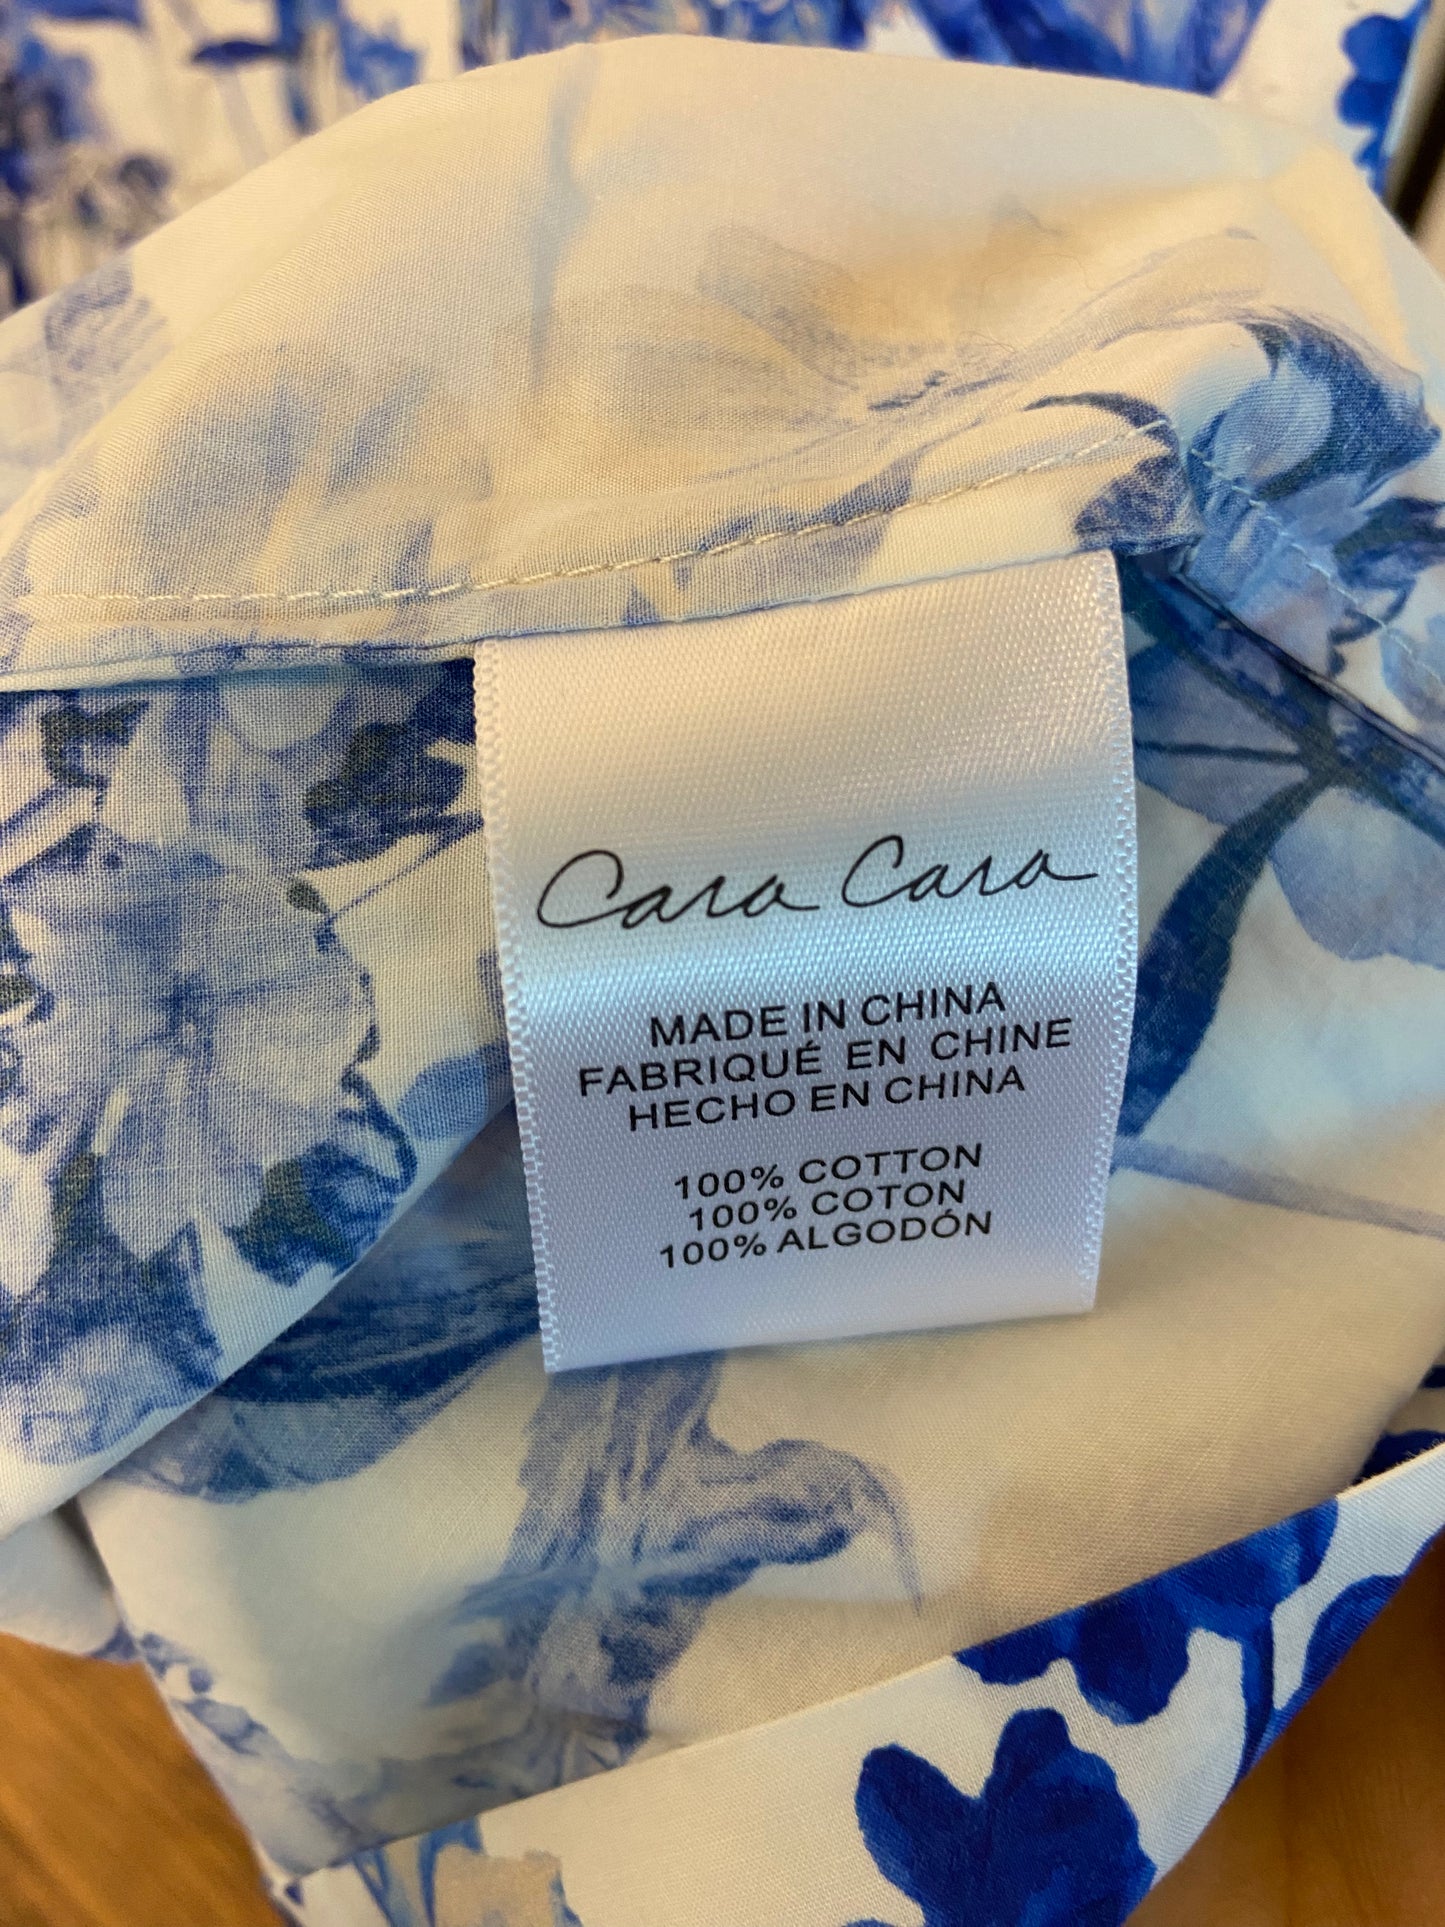 Cara Cara
MADE IN CHINA
FABRIQUÉ EN CHINE
HECHO EN CHINA
100% COTTON
100% COTON
100% ALGODÓN